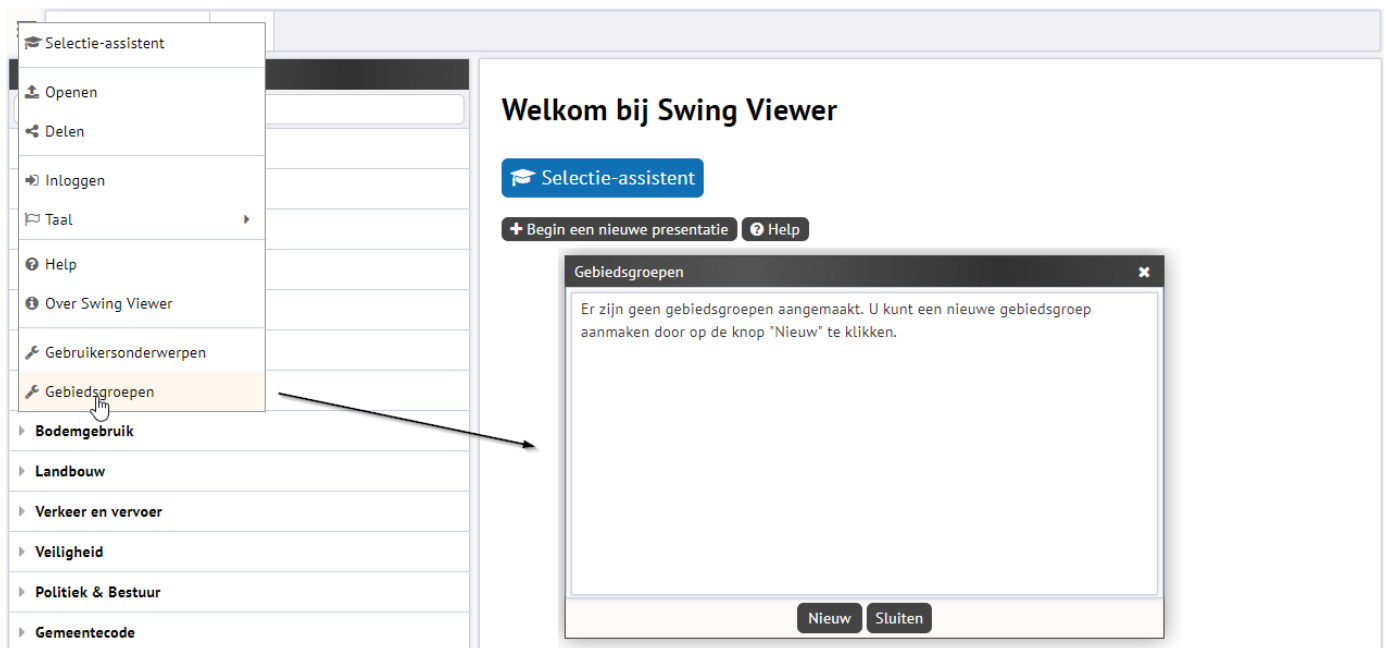 Selectie-assistent
Openen
Delen
Inloggen
Taal
Help
Over Swing Viewer
Gebruikersonderwerpen
Gebiedsgroepen
Bodemgebruik
Landbouw
Verkeer en vervoer
Veiligheid
Politiek & Bestuur
Gemeentecode
Welkom bij Swing Viewer
Selectie-assistent
Begin een nieuwe presentatie Help
Gebiedsgroepen
Er zijn geen gebiedsgroepen aangemaakt. U kunt een nieuwe gebiedsgroep
aanmaken door op de knop "Nieuw" te klikken.
Nieuw Sluiten